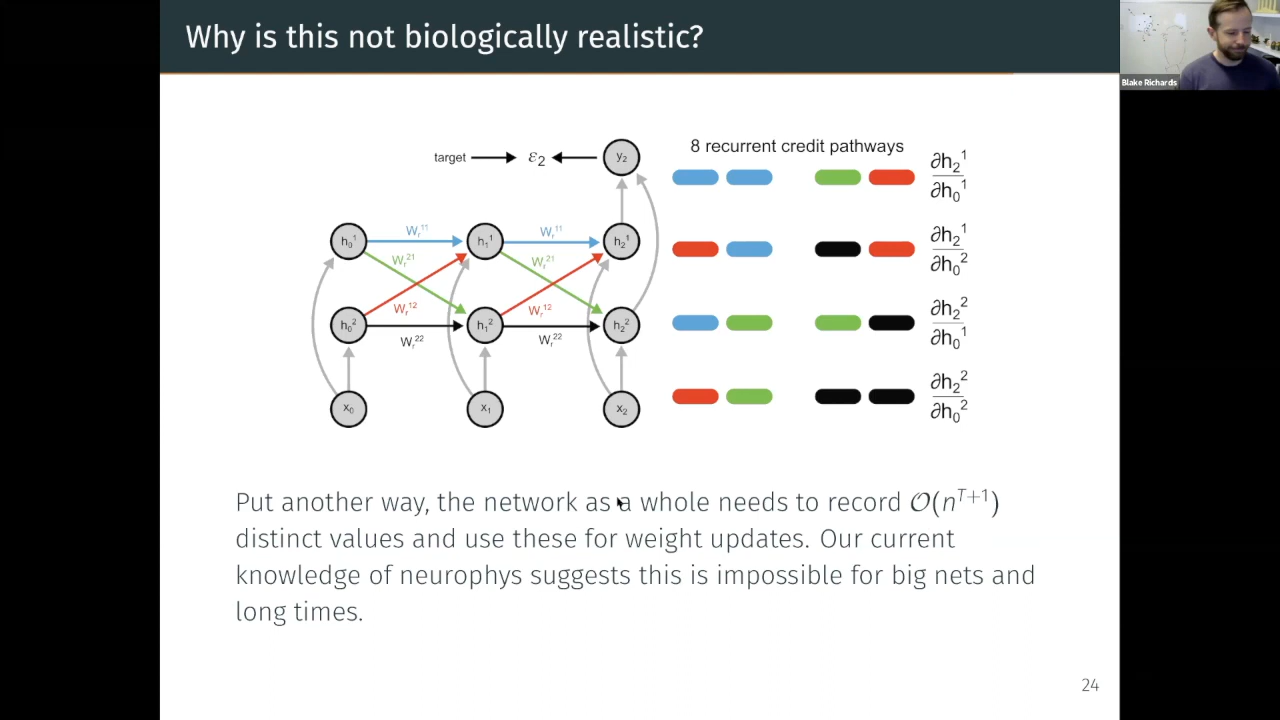 Why is this not biologically realistic?
Blake Richards
target ε₂ y₂
8 recurrent credit pathways
∂h₂¹
∂h₀¹
h₀¹ Wᵣ¹¹ h₁¹ Wᵣ¹¹ h₂¹
Wᵣ²¹ Wᵣ²¹
∂h₂¹
∂h₀²
Wᵣ¹² Wᵣ¹²
h₀² h₁² h₂²
Wᵣ²² Wᵣ²²
∂h₂²
∂h₀¹
∂h₂²
∂h₀²
x₀ x₁ x₂
Put another way, the network as a whole needs to record 𝒪(nᵀ⁺¹)
distinct values and use these for weight updates. Our current
knowledge of neurophys suggests this is impossible for big nets and
long times.
24